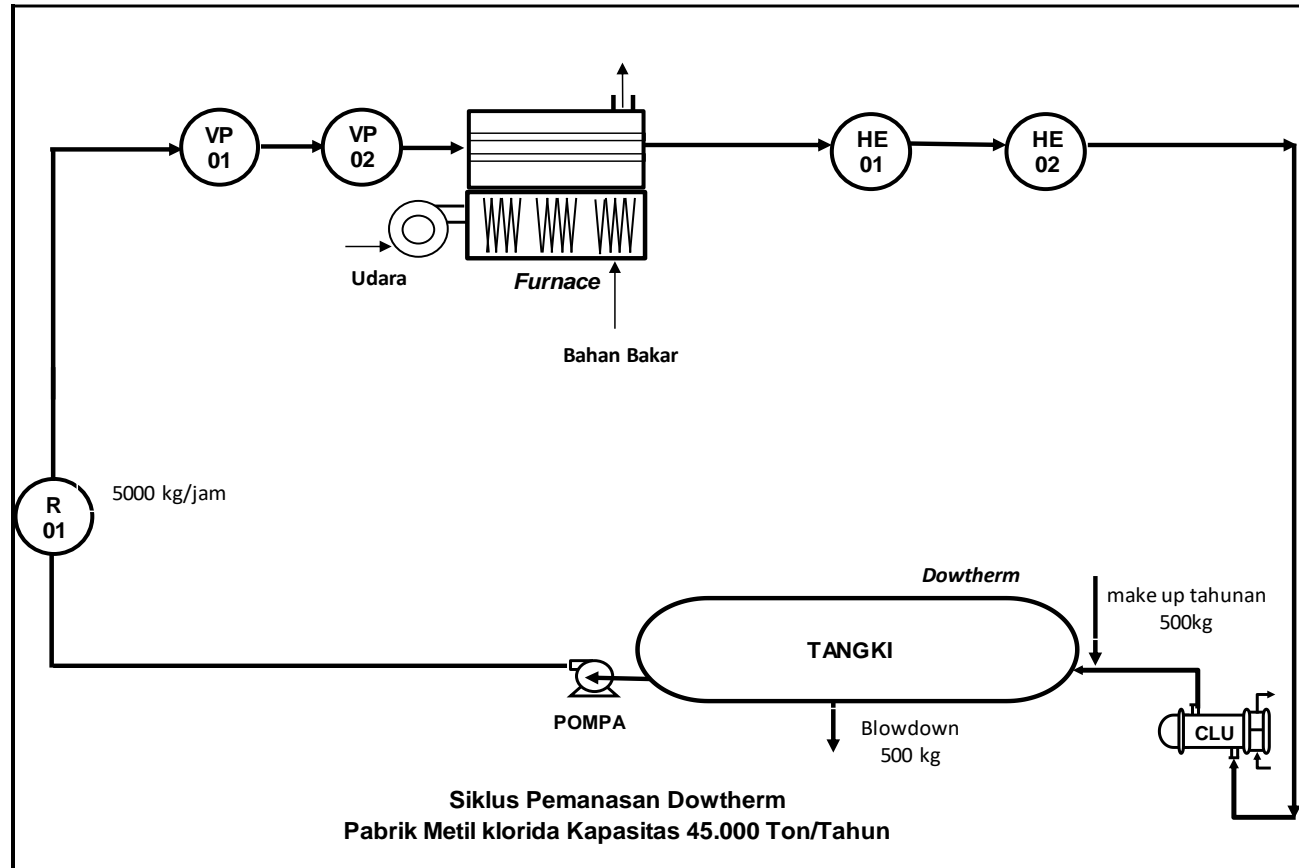 VP
01
VP
02
HE
01
HE
02
Udara
Furnace
Bahan Bakar
R
01
5000 kg/jam
Dowtherm
make up tahunan
500kg
TANGKI
POMPA
Blowdown
500 kg
CLU
Siklus Pemanasan Dowtherm
Pabrik Metil klorida Kapasitas 45.000 Ton/Tahun